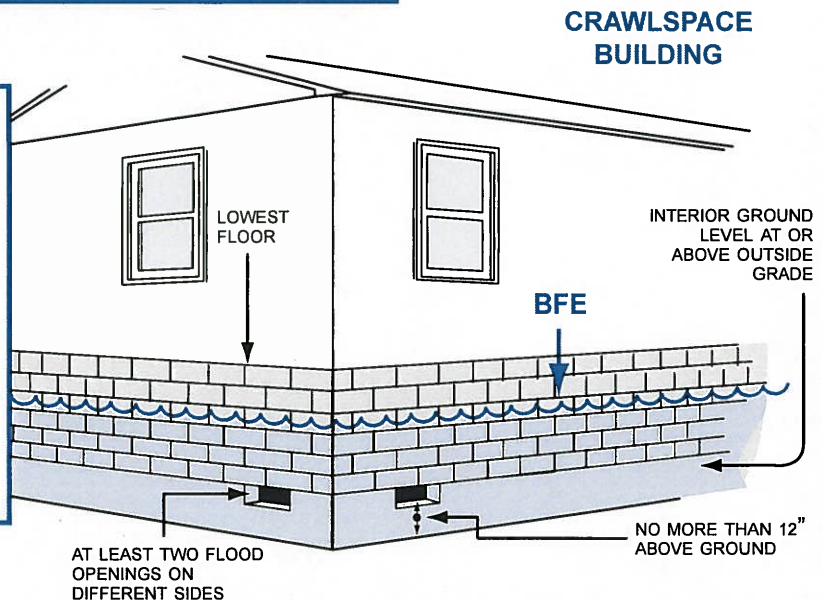 CRAWLSPACE
BUILDING
LOWEST
FLOOR
INTERIOR GROUND
LEVEL AT OR
ABOVE OUTSIDE
GRADE
BFE
AT LEAST TWO FLOOD
OPENINGS ON
DIFFERENT SIDES
NO MORE THAN 12"
ABOVE GROUND